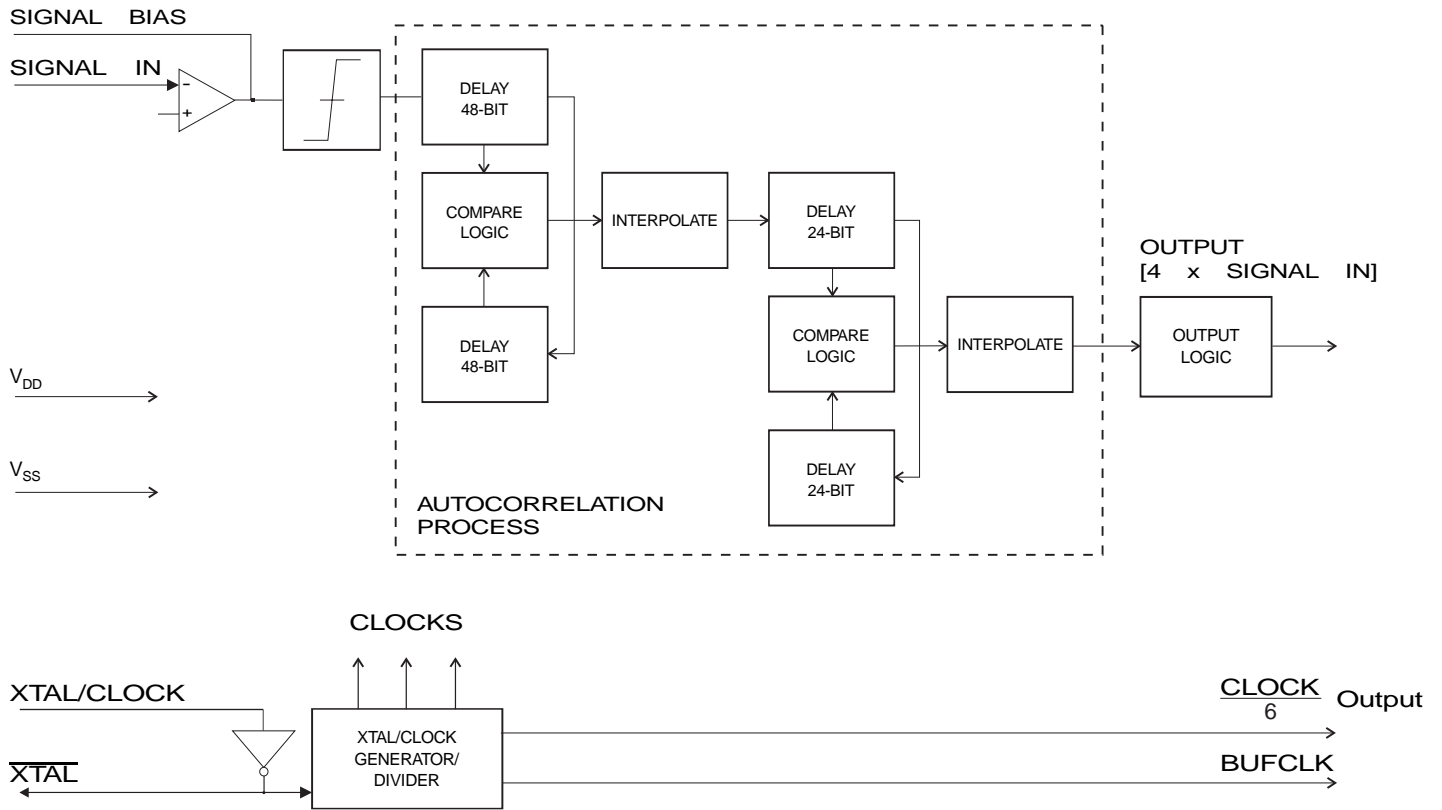 SIGNAL BIAS
SIGNAL IN
-
+
DELAY
48-BIT
COMPARE
LOGIC
DELAY
48-BIT
INTERPOLATE
DELAY
24-BIT
COMPARE
LOGIC
DELAY
24-BIT
INTERPOLATE
OUTPUT
[4 x SIGNAL IN]
OUTPUT
LOGIC
VDD
VSS
AUTOCORRELATION
PROCESS
CLOCKS
XTAL/CLOCK
XTAL
XTAL/CLOCK
GENERATOR/
DIVIDER
CLOCK
6
Output
BUFCLK